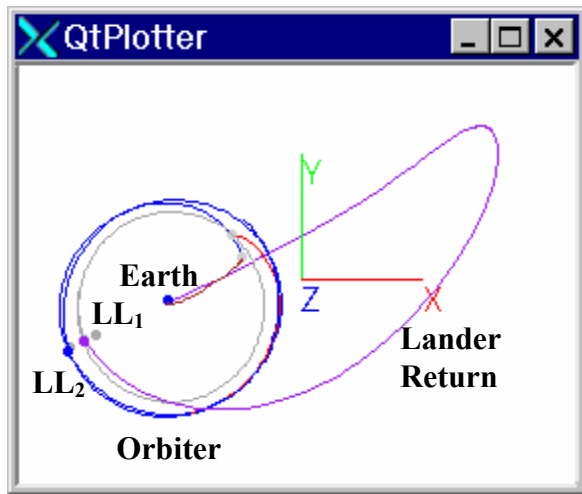 QtPlotter
Y
Earth
Z
X
LL₁
Lander
Return
LL₂
Orbiter